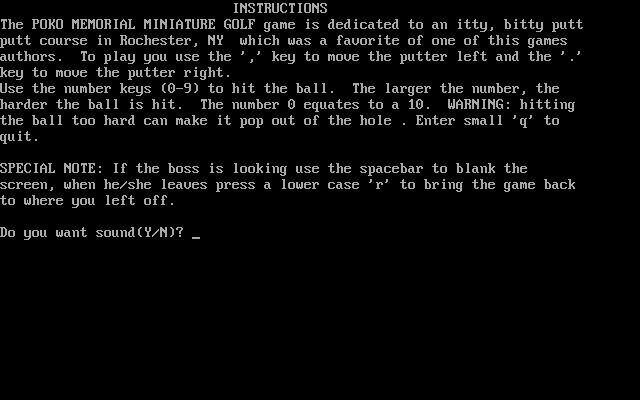 INSTRUCTIONS
The POKO MEMORIAL MINIATURE GOLF game is dedicated to an itty, bitty putt
putt course in Rochester, NY  which was a favorite of one of this games
authors.  To play you use the ',' key to move the putter left and the '.'
key to move the putter right.
Use the number keys (0-9) to hit the ball.  The larger the number, the
harder the ball is hit.  The number 0 equates to a 10.  WARNING: hitting
the ball too hard can make it pop out of the hole . Enter small 'q' to
quit.
SPECIAL NOTE: If the boss is looking use the spacebar to blank the
screen, when he/she leaves press a lower case 'r' to bring the game back
to where you left off.
Do you want sound(Y/N)? _